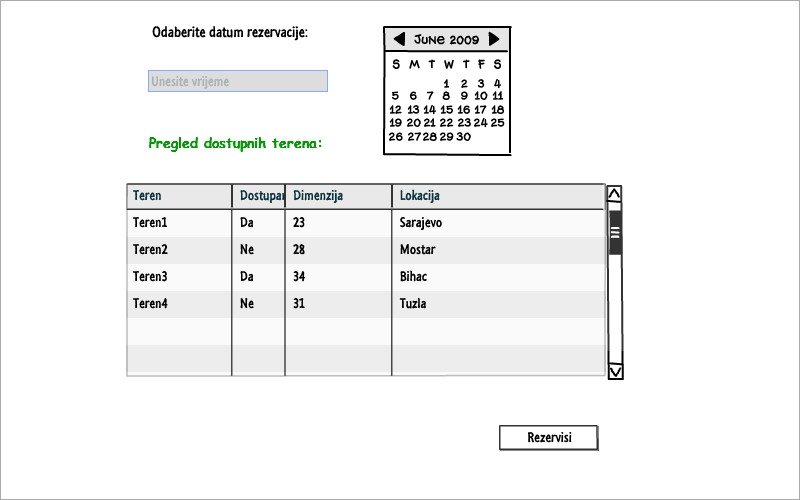 Odaberite datum rezervacije:
JUNE 2009
S M T W T F S
1 2 3 4
5 6 7 8 9 10 11
12 13 14 15 16 17 18
19 20 21 22 23 24 25
26 27 28 29 30
Unesite vrijeme
Pregled dostupnih terena:
Teren Dostupan Dimenzija Lokacija
Teren1 Da 23 Sarajevo
Teren2 Ne 28 Mostar
Teren3 Da 34 Bihac
Teren4 Ne 31 Tuzla
Rezervisi